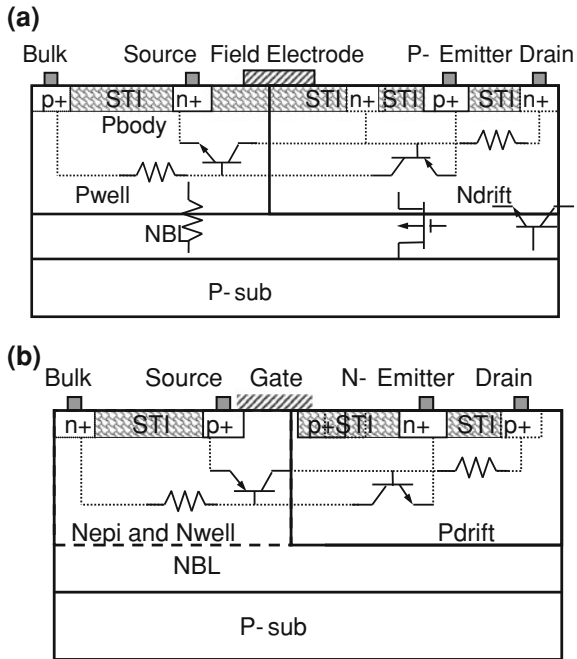 (a)
Bulk Source Field Electrode P- Emitter Drain
p+ STI n+ STI n+ STI p+ STI n+
Pbody
Pwell Ndrift
NBL
P- sub
(b)
Bulk Source Gate N- Emitter Drain
n+ STI p+ p+ STI n+ STI p+
Nepi and Nwell Pdrift
NBL
P- sub